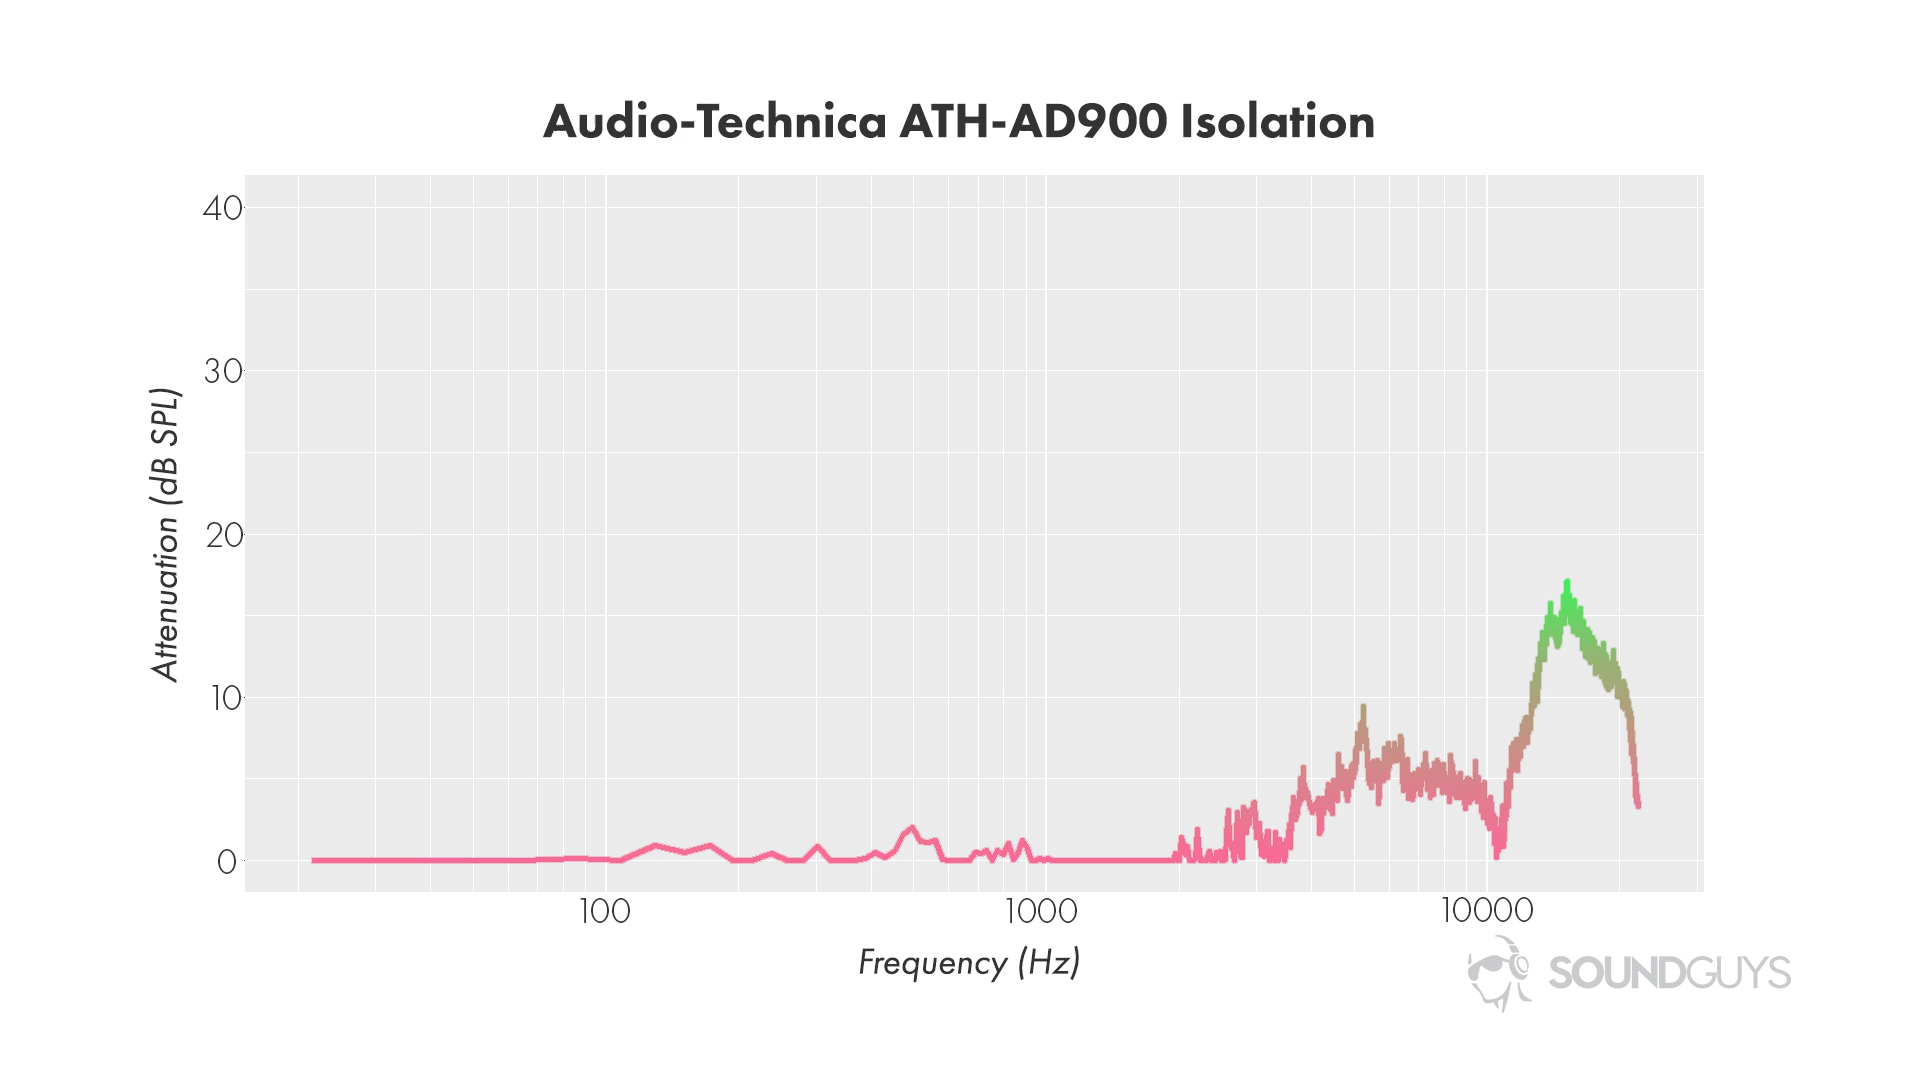 Audio-Technica ATH-AD900 Isolation
40
30
20
10
0
Attenuation (dB SPL)
100
1000
10000
Frequency (Hz)
SOUNDGUYS